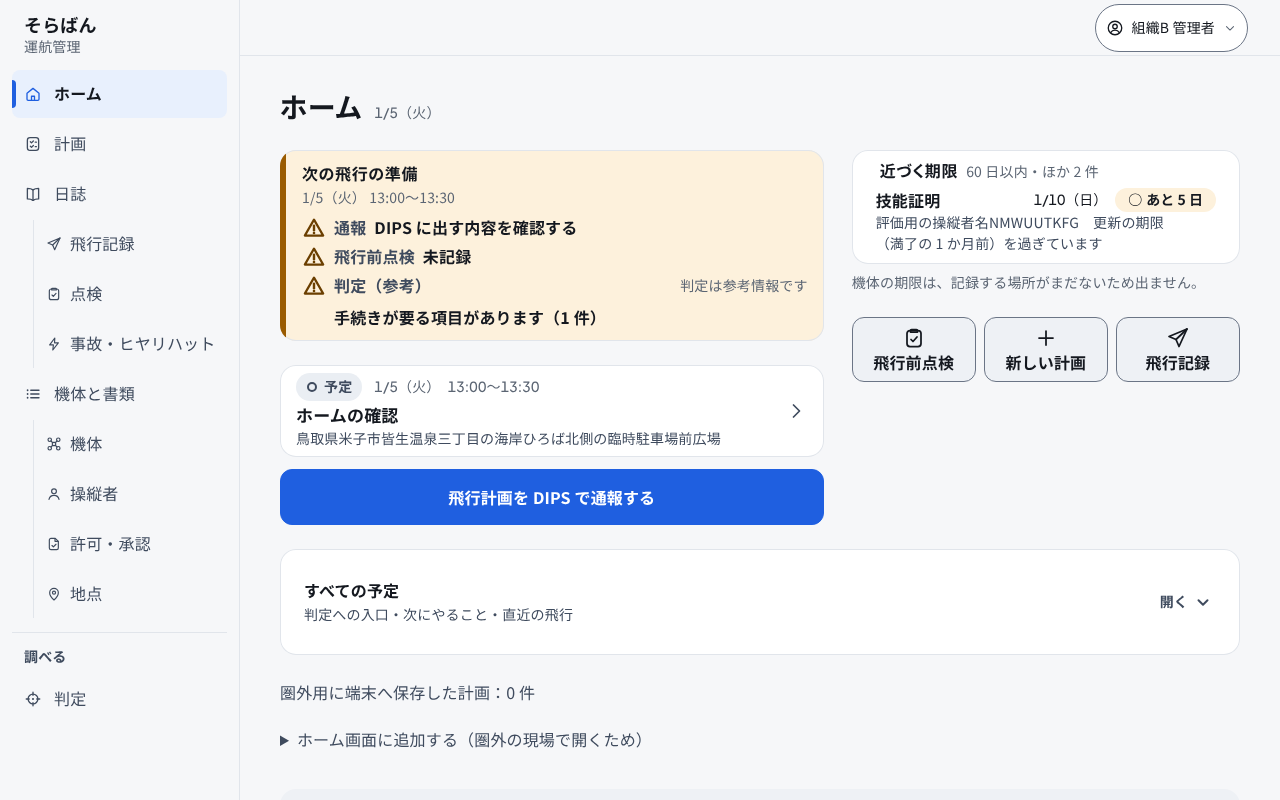 そらばん
運航管理
ホーム
計画
日誌
飛行記録
点検
事故・ヒヤリハット
機体と書類
機体
操縦者
許可・承認
地点
調べる
判定
組織B 管理者
ホーム 1/5（火）
次の飛行の準備
1/5（火） 13:00〜13:30
通報 DIPS に出す内容を確認する
飛行前点検 未記録
判定（参考） 判定は参考情報です
手続きが要る項目があります（1 件）
予定 1/5（火） 13:00〜13:30
ホームの確認
鳥取県米子市皆生温泉三丁目の海岸ひろば北側の臨時駐車場前広場
飛行計画を DIPS で通報する
近づく期限 60 日以内・ほか 2 件
技能証明 1/10（日） あと 5 日
評価用の操縦者名NMWUUTKFG 更新の期限
（満了の 1 か月前）を過ぎています
機体の期限は、記録する場所がまだないため出ません。
飛行前点検 新しい計画 飛行記録
すべての予定
判定への入口・次にやること・直近の飛行
開く
圏外用に端末へ保存した計画：0 件
ホーム画面に追加する（圏外の現場で開くため）